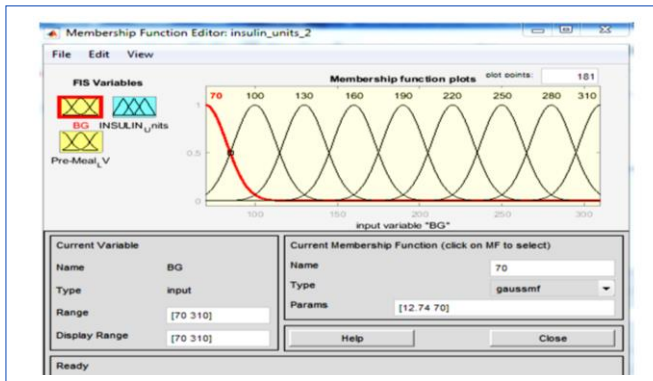 Membership Function Editor: insulin_units_2
File Edit View
FIS Variables
BG INSULIN_Units
Pre-Meal_LV
Membership function plots
plot points: 181
70 100 130 160 190 220 250 280 310
1
0.5
0
100 150 200 250 300
input variable "BG"
Current Variable
Name BG
Type input
Range [70 310]
Display Range [70 310]
Current Membership Function (click on MF to select)
Name 70
Type gaussmf
Params [12.74 70]
Help Close
Ready